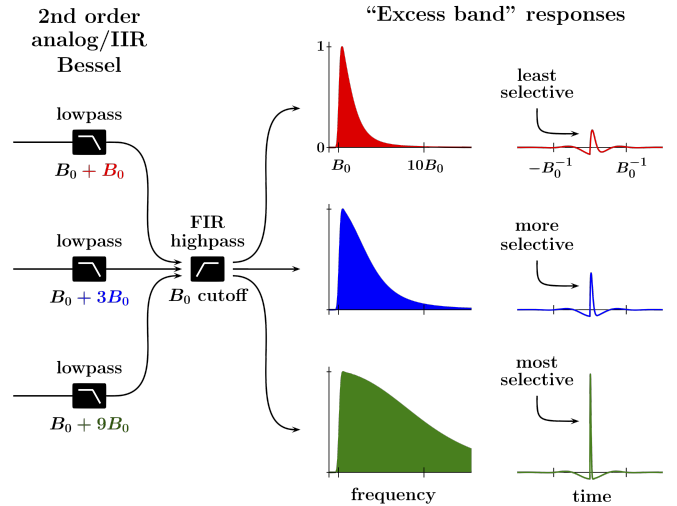 2nd order
analog/IIR
Bessel
“Excess band” responses
lowpass
B₀ + B₀
lowpass
B₀ + 3B₀
lowpass
B₀ + 9B₀
FIR
highpass
B₀ cutoff
1
0
B₀
10B₀
frequency
least
selective
−B₀⁻¹
B₀⁻¹
more
selective
most
selective
time